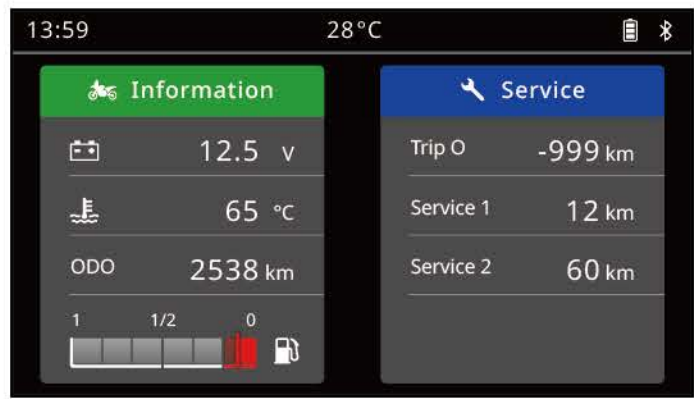 13:59 28°C
Information
12.5 V
65 °C
ODO 2538 km
1 1/2 0
Service
Trip O -999 km
Service 1 12 km
Service 2 60 km